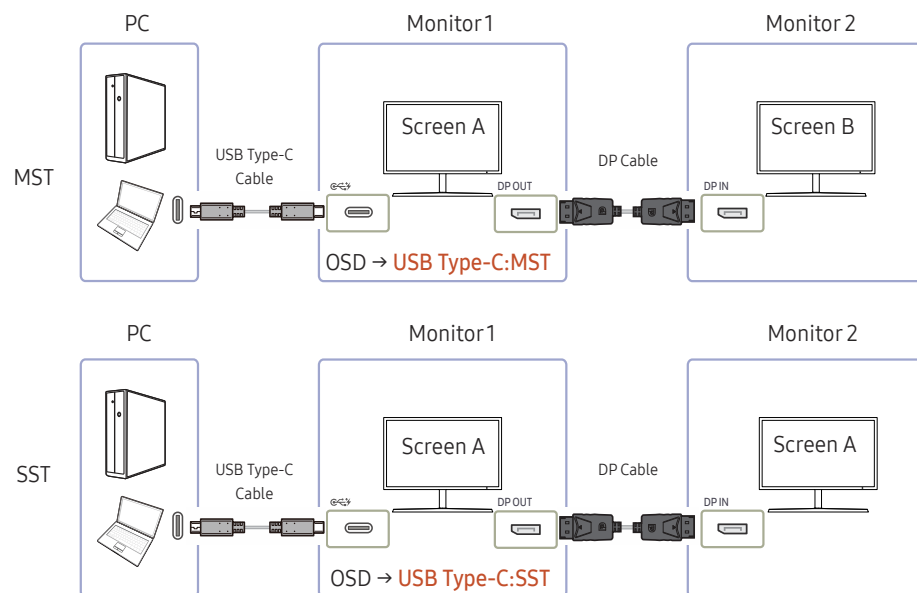 PC Monitor 1 Monitor 2
Screen A
Screen B
USB Type-C
Cable
DP Cable
MST
DP OUT
DP IN
OSD → USB Type-C:MST
PC Monitor 1 Monitor 2
Screen A
Screen A
USB Type-C
Cable
DP Cable
SST
DP OUT
DP IN
OSD → USB Type-C:SST